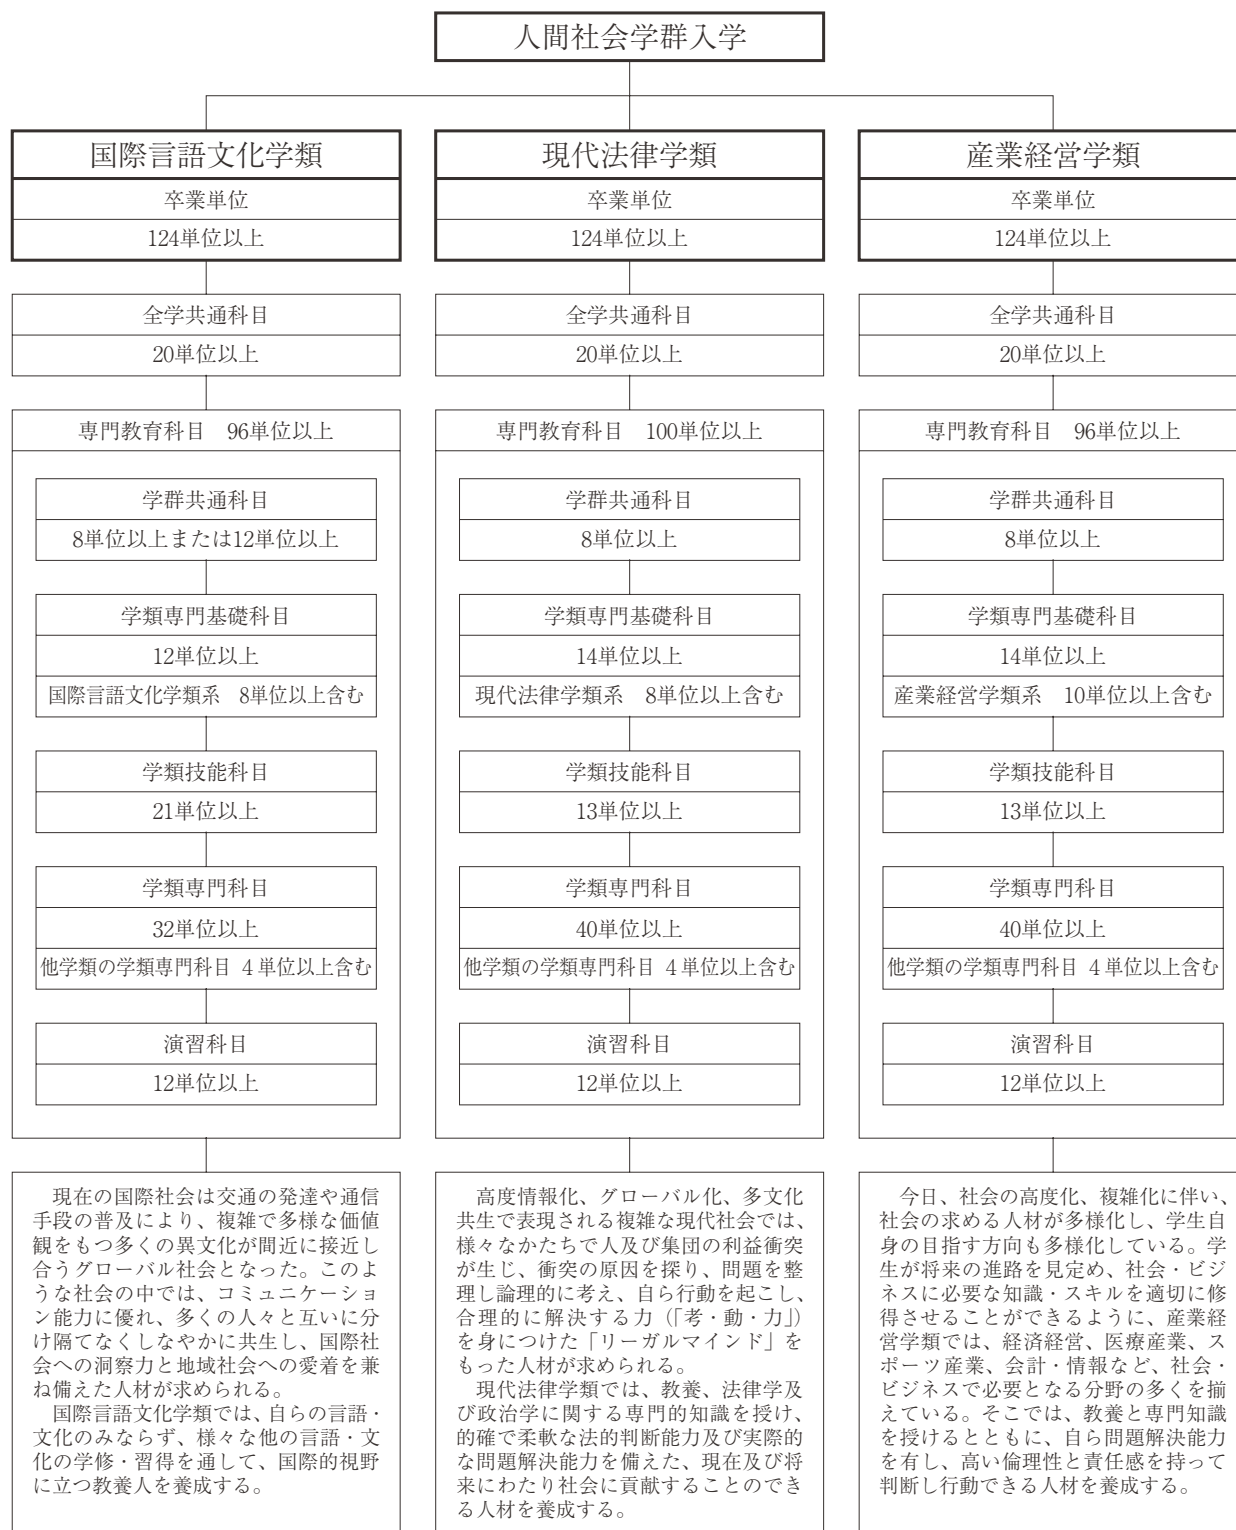 人間社会学群入学
国際言語文化学類
卒業単位
124単位以上
全学共通科目
20単位以上
専門教育科目　96単位以上
学群共通科目
8単位以上または12単位以上
学類専門基礎科目
12単位以上
国際言語文化学類系　8単位以上含む
学類技能科目
21単位以上
学類専門科目
32単位以上
他学類の学類専門科目 4 単位以上含む
演習科目
12単位以上
現在の国際社会は交通の発達や通信
手段の普及により、複雑で多様な価値
観をもつ多くの異文化が間近に接近し
合うグローバル社会となった。このよ
うな社会の中では、コミュニケーショ
ン能力に優れ、多くの人々と互いに分
け隔てなくしなやかに共生し、国際社
会への洞察力と地域社会への愛着を兼
ね備えた人材が求められる。
国際言語文化学類では、自らの言語・
文化のみならず、様々な他の言語・文
化の学修・習得を通して、国際的視野
に立つ教養人を養成する。
現代法律学類
卒業単位
124単位以上
全学共通科目
20単位以上
専門教育科目　100単位以上
学群共通科目
8単位以上
学類専門基礎科目
14単位以上
現代法律学類系　8単位以上含む
学類技能科目
13単位以上
学類専門科目
40単位以上
他学類の学類専門科目 4 単位以上含む
演習科目
12単位以上
高度情報化、グローバル化、多文化
共生で表現される複雑な現代社会では、
様々なかたちで人及び集団の利益衝突
が生じ、衝突の原因を探り、問題を整
理し論理的に考え、自ら行動を起こし、
合理的に解決する力（「考・動・力」）
を身につけた「リーガルマインド」を
もった人材が求められる。
現代法律学類では、教養、法律学及
び政治学に関する専門的知識を授け、
的確で柔軟な法的判断能力及び実際的
な問題解決能力を備えた、現在及び将
来にわたり社会に貢献することのでき
る人材を養成する。
産業経営学類
卒業単位
124単位以上
全学共通科目
20単位以上
専門教育科目　96単位以上
学群共通科目
8単位以上
学類専門基礎科目
14単位以上
産業経営学類系　10単位以上含む
学類技能科目
13単位以上
学類専門科目
40単位以上
他学類の学類専門科目 4 単位以上含む
演習科目
12単位以上
今日、社会の高度化、複雑化に伴い、
社会の求める人材が多様化し、学生自
身の目指す方向も多様化している。学
生が将来の進路を見定め、社会・ビジ
ネスに必要な知識・スキルを適切に修
得させることができるように、産業経
営学類では、経済経営、医療産業、ス
ポーツ産業、会計・情報など、社会・
ビジネスで必要となる分野の多くを揃
えている。そこでは、教養と専門知識
を授けるとともに、自ら問題解決能力
を有し、高い倫理性と責任感を持って
判断し行動できる人材を養成する。